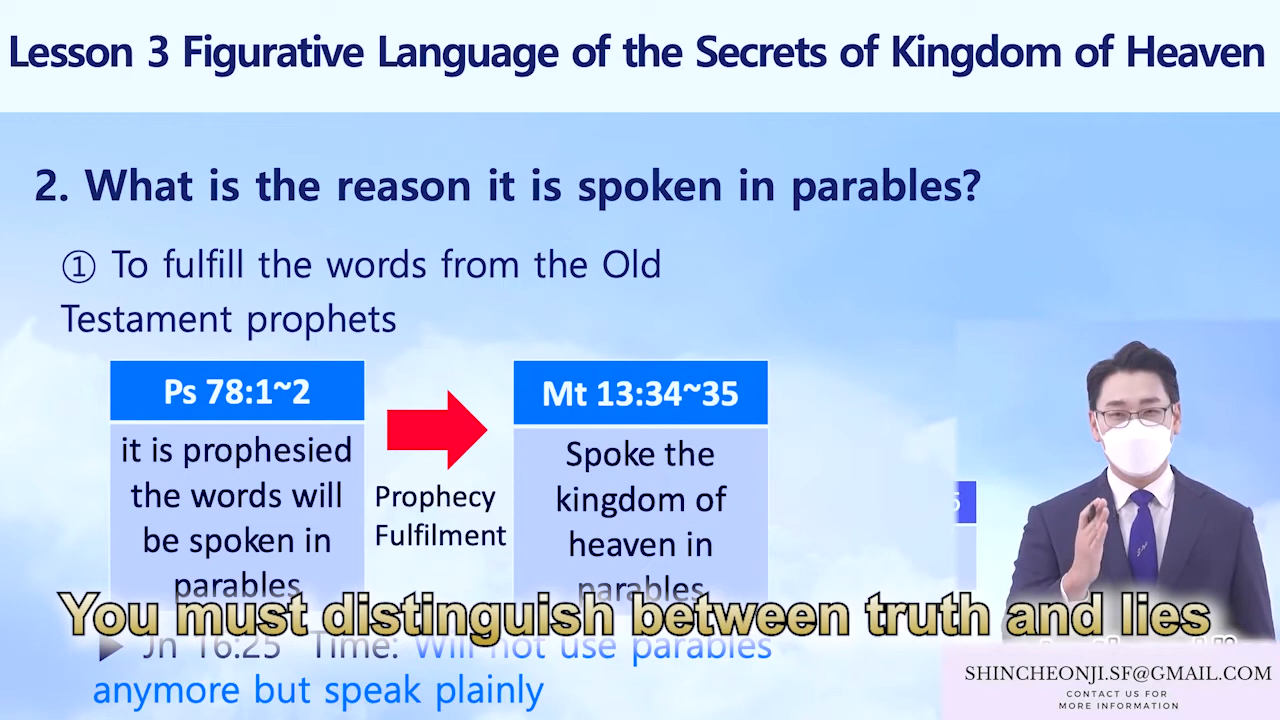 Lesson 3 Figurative Language of the Secrets of Kingdom of Heaven
2. What is the reason it is spoken in parables?
① To fulfill the words from the Old
Testament prophets
Ps 78:1~2
it is prophesied
the words will
be spoken in
parables
Prophecy
Fulfilment
Mt 13:34~35
Spoke the
kingdom of
heaven in
parables
5
You must distinguish between truth and lies
▶ Jn 16:25 Time: Will not use parables
anymore but speak plainly
SHINCHEONJI.SF@GMAIL.COM
CONTACT US FOR
MORE INFORMATION